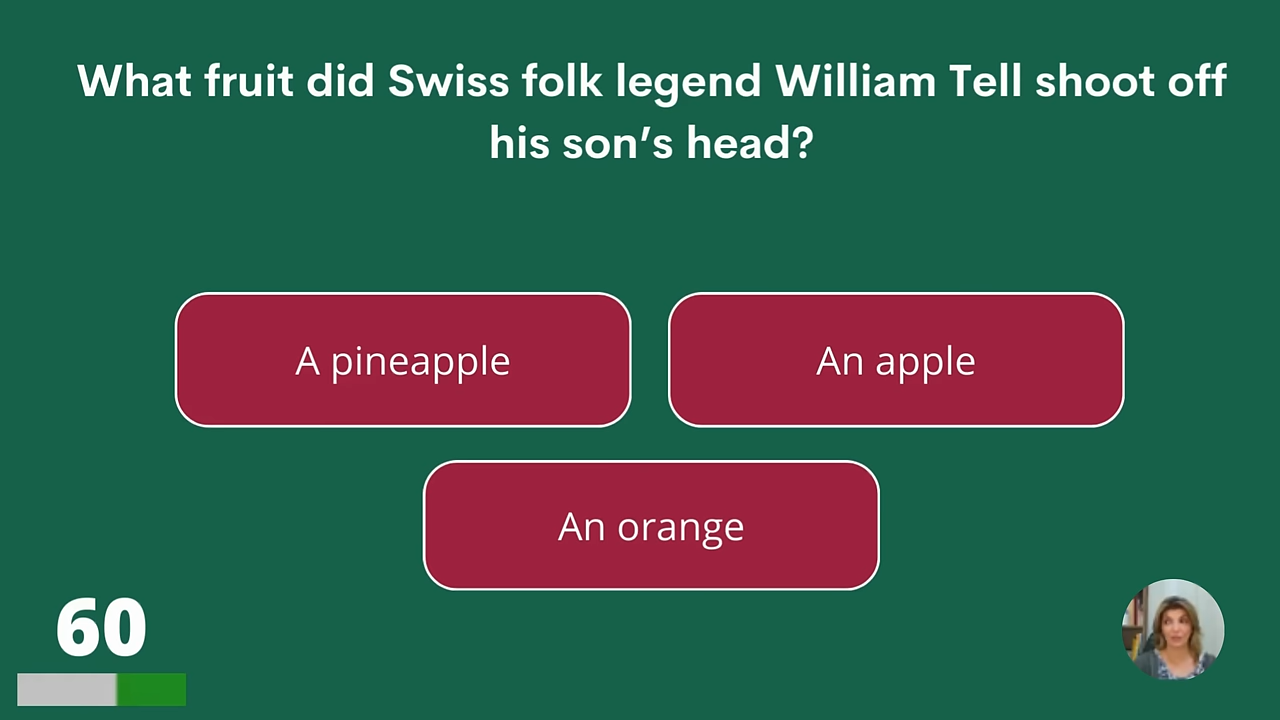 What fruit did Swiss folk legend William Tell shoot off
his son’s head?
A pineapple
An apple
An orange
60